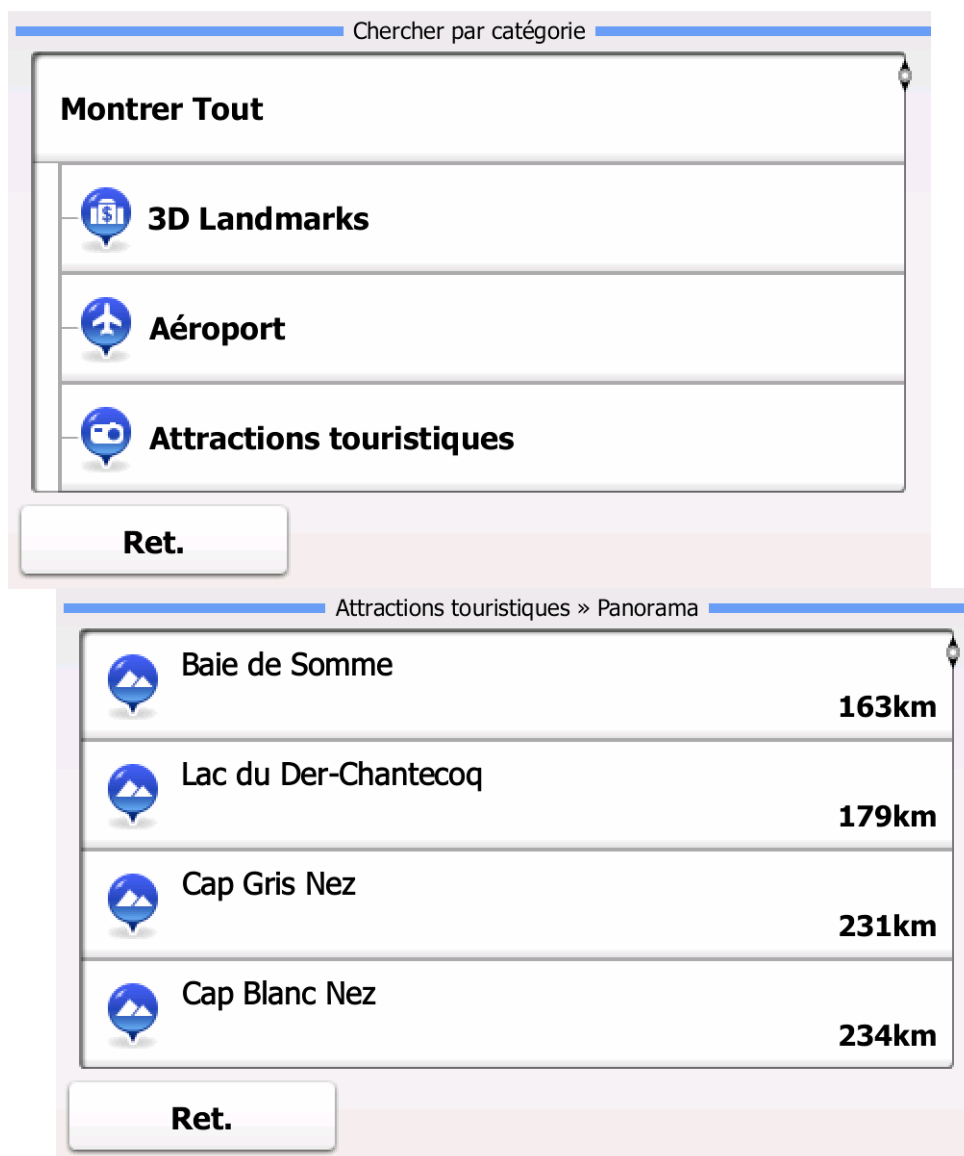 Chercher par catégorie
Montrer Tout
3D Landmarks
Aéroport
Attractions touristiques
Ret.
Attractions touristiques » Panorama
Baie de Somme
163km
Lac du Der-Chantecoq
179km
Cap Gris Nez
231km
Cap Blanc Nez
234km
Ret.